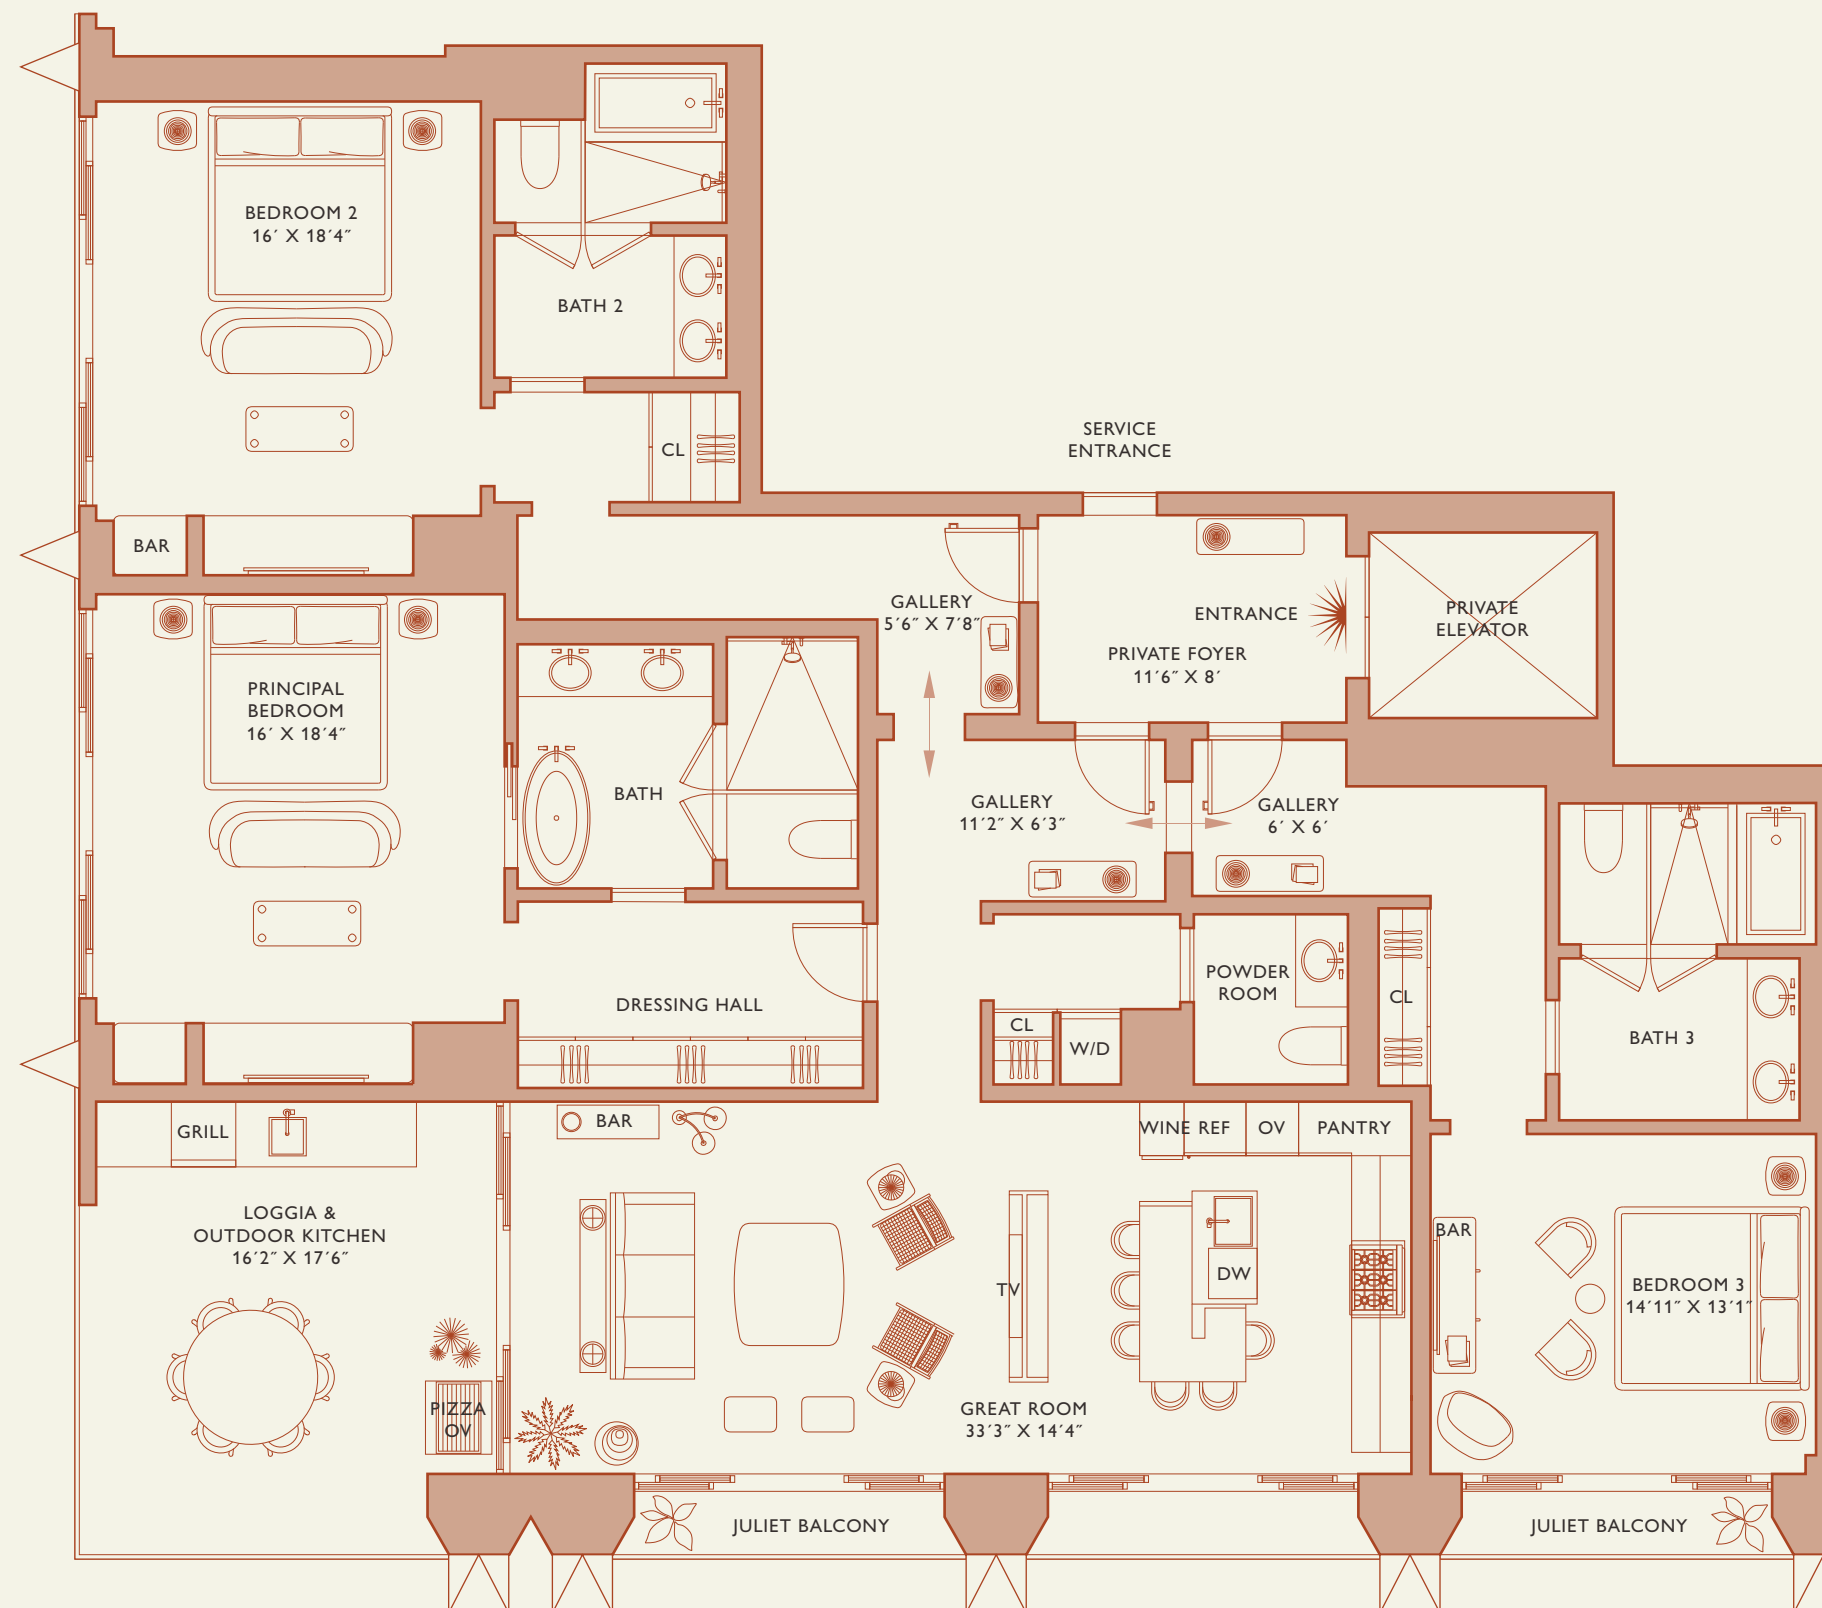 BEDROOM 2
16´ X 18´4˝
BATH 2
CL
SERVICE
ENTRANCE
BAR
GALLERY
5´6˝ X 7´8˝
ENTRANCE
PRIVATE
ELEVATOR
PRIVATE FOYER
11´6˝ X 8´
PRINCIPAL
BEDROOM
16´ X 18´4˝
BATH
GALLERY
11´2˝ X 6´3˝
GALLERY
6´ X 6´
DRESSING HALL
POWDER
ROOM
CL
CL
W/D
BATH 3
GRILL
BAR
WINE REF
OV
PANTRY
LOGGIA &
OUTDOOR KITCHEN
16´2˝ X 17´6˝
BAR
TV
DW
BEDROOM 3
14´11˝ X 13´1˝
PIZZA
OV
GREAT ROOM
33´3˝ X 14´4˝
JULIET BALCONY
JULIET BALCONY